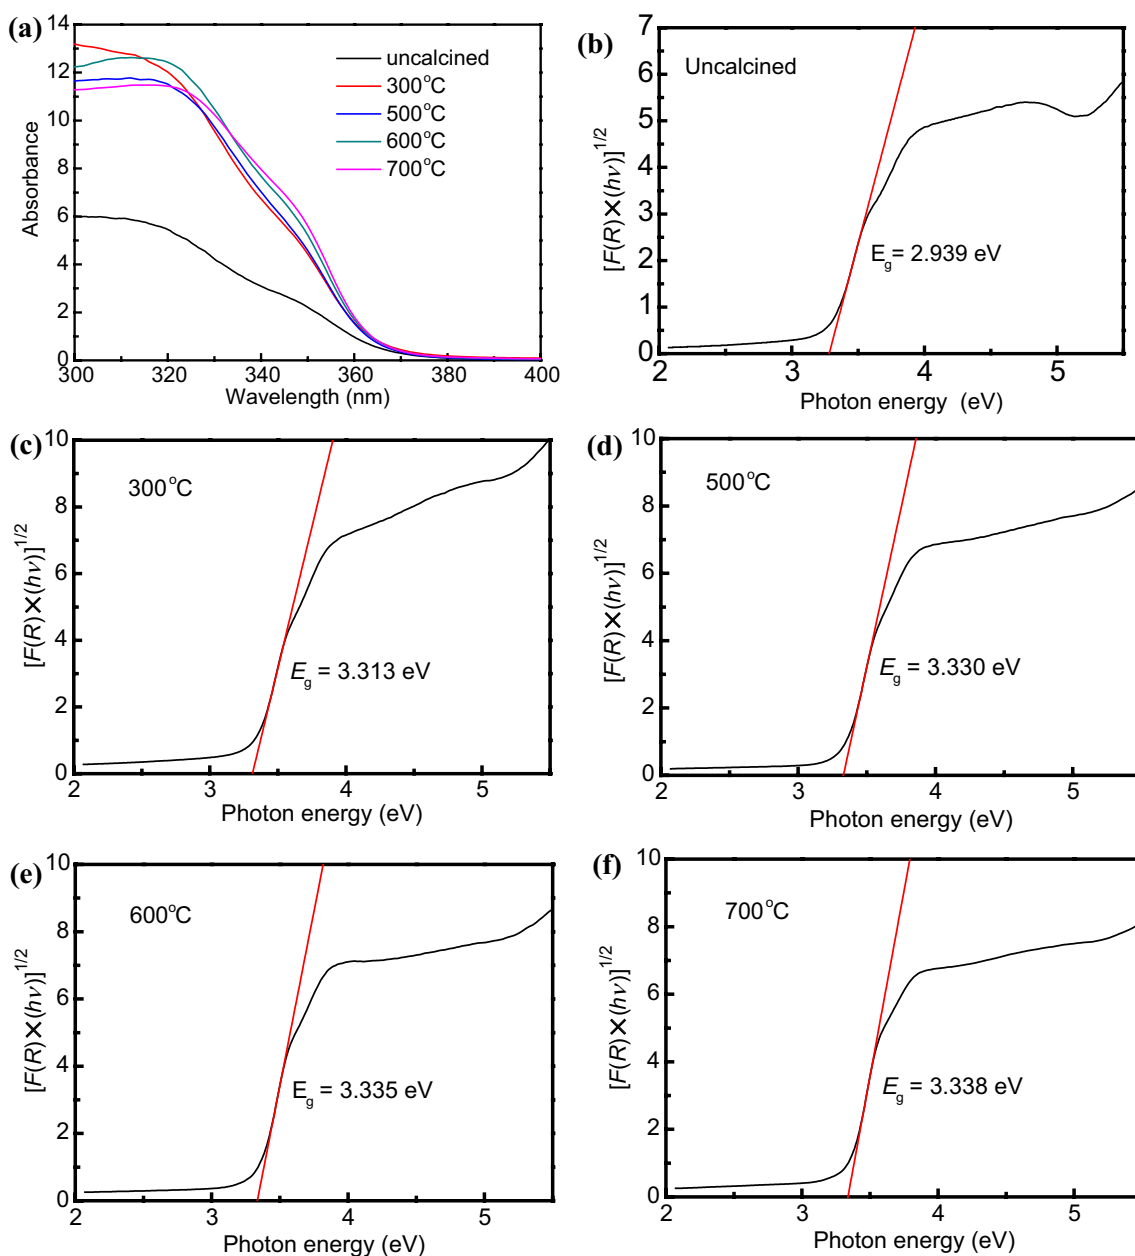 (a)
14
12
10
8
6
4
2
0
Absorbance
300 320 340 360 380 400
Wavelength (nm)
uncalcined
300°C
500°C
600°C
700°C
(b)
7
6
5
4
3
2
1
0
[F(R)×(hν)]^1/2
Uncalcined
E_g = 2.939 eV
2 3 4 5
Photon energy (eV)
(c)
10
8
6
4
2
0
[F(R)×(hν)]^1/2
300°C
E_g = 3.313 eV
2 3 4 5
Photon energy (eV)
(d)
10
8
6
4
2
0
[F(R)×(hν)]^1/2
500°C
E_g = 3.330 eV
2 3 4 5
Photon energy (eV)
(e)
10
8
6
4
2
0
[F(R)×(hν)]^1/2
600°C
E_g = 3.335 eV
2 3 4 5
Photon energy (eV)
(f)
10
8
6
4
2
0
[F(R)×(hν)]^1/2
700°C
E_g = 3.338 eV
2 3 4 5
Photon energy (eV)